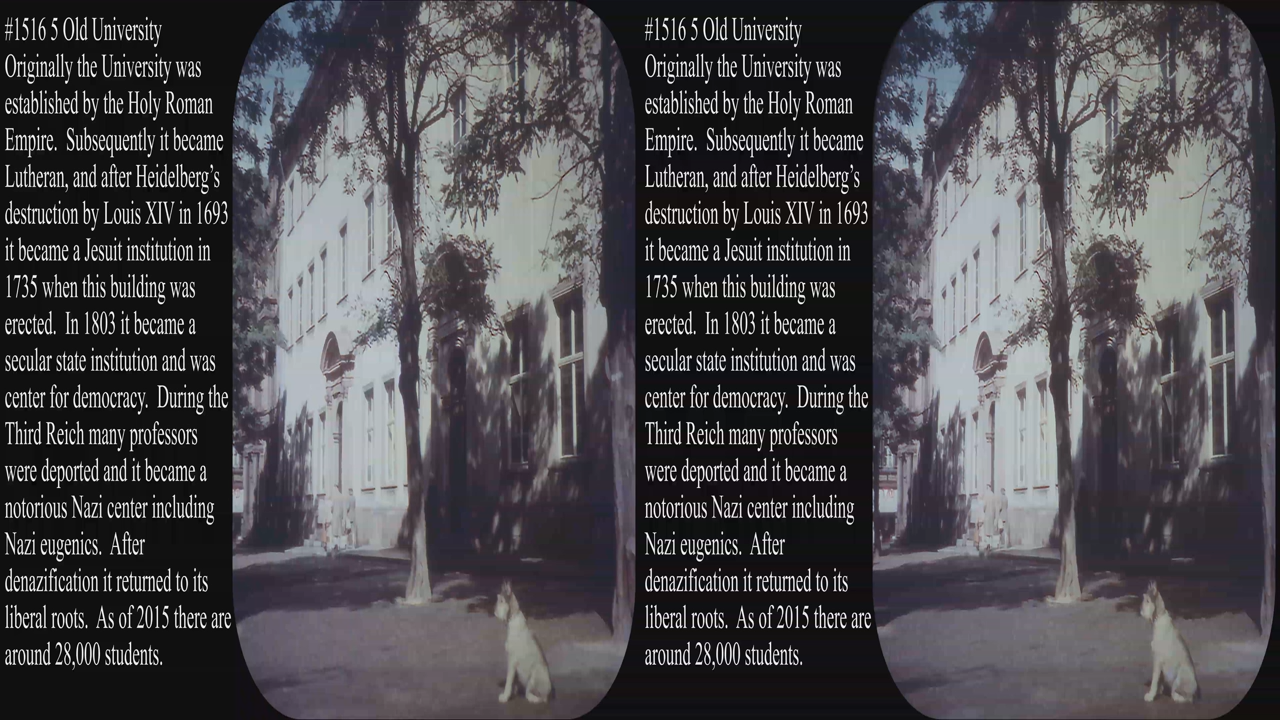 #1516 5 Old University
Originally the University was
established by the Holy Roman
Empire.  Subsequently it became
Lutheran, and after Heidelberg's
destruction by Louis XIV in 1693
it became a Jesuit institution in
1735 when this building was
erected.  In 1803 it became a
secular state institution and was
center for democracy.  During the
Third Reich many professors
were deported and it became a
notorious Nazi center including
Nazi eugenics.  After
denazification it returned to its
liberal roots.  As of 2015 there are
around 28,000 students.
#1516 5 Old University
Originally the University was
established by the Holy Roman
Empire.  Subsequently it became
Lutheran, and after Heidelberg's
destruction by Louis XIV in 1693
it became a Jesuit institution in
1735 when this building was
erected.  In 1803 it became a
secular state institution and was
center for democracy.  During the
Third Reich many professors
were deported and it became a
notorious Nazi center including
Nazi eugenics.  After
denazification it returned to its
liberal roots.  As of 2015 there are
around 28,000 students.